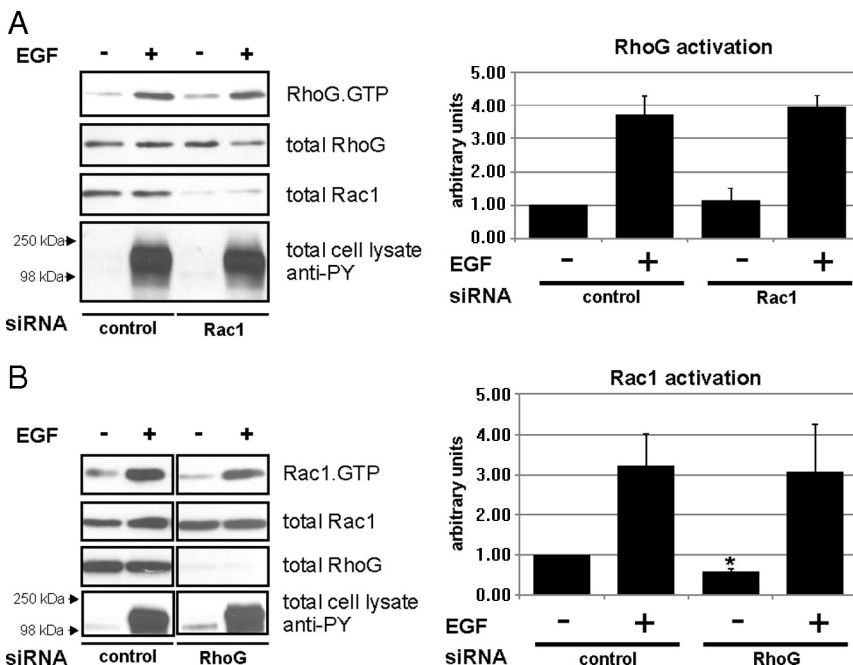 A
EGF - + - +
RhoG.GTP
total RhoG
total Rac1
250 kDa
98 kDa
total cell lysate
anti-PY
siRNA control Rac1
RhoG activation
arbitrary units
5.00
4.00
3.00
2.00
1.00
0.00
EGF - + - +
siRNA control Rac1
B
EGF - + - +
Rac1.GTP
total Rac1
total RhoG
250 kDa
98 kDa
total cell lysate
anti-PY
siRNA control RhoG
Rac1 activation
arbitrary units
5.00
4.00
3.00
2.00
1.00
0.00
*
EGF - + - +
siRNA control RhoG